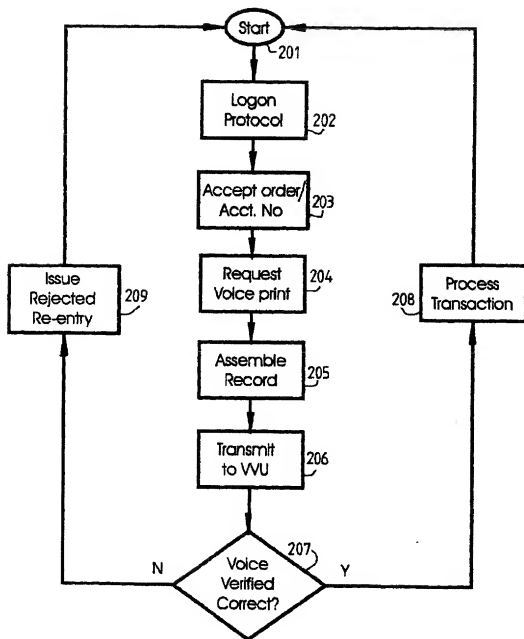 Start
201
Logon
Protocol
202
Accept order/
Acct. No
203
Request
Voice print
204
Assemble
Record
205
Transmit
to VVU
206
Voice
Verified
Correct?
207
N
Y
Issue
Rejected
Re-entry
209
Process
Transaction
208